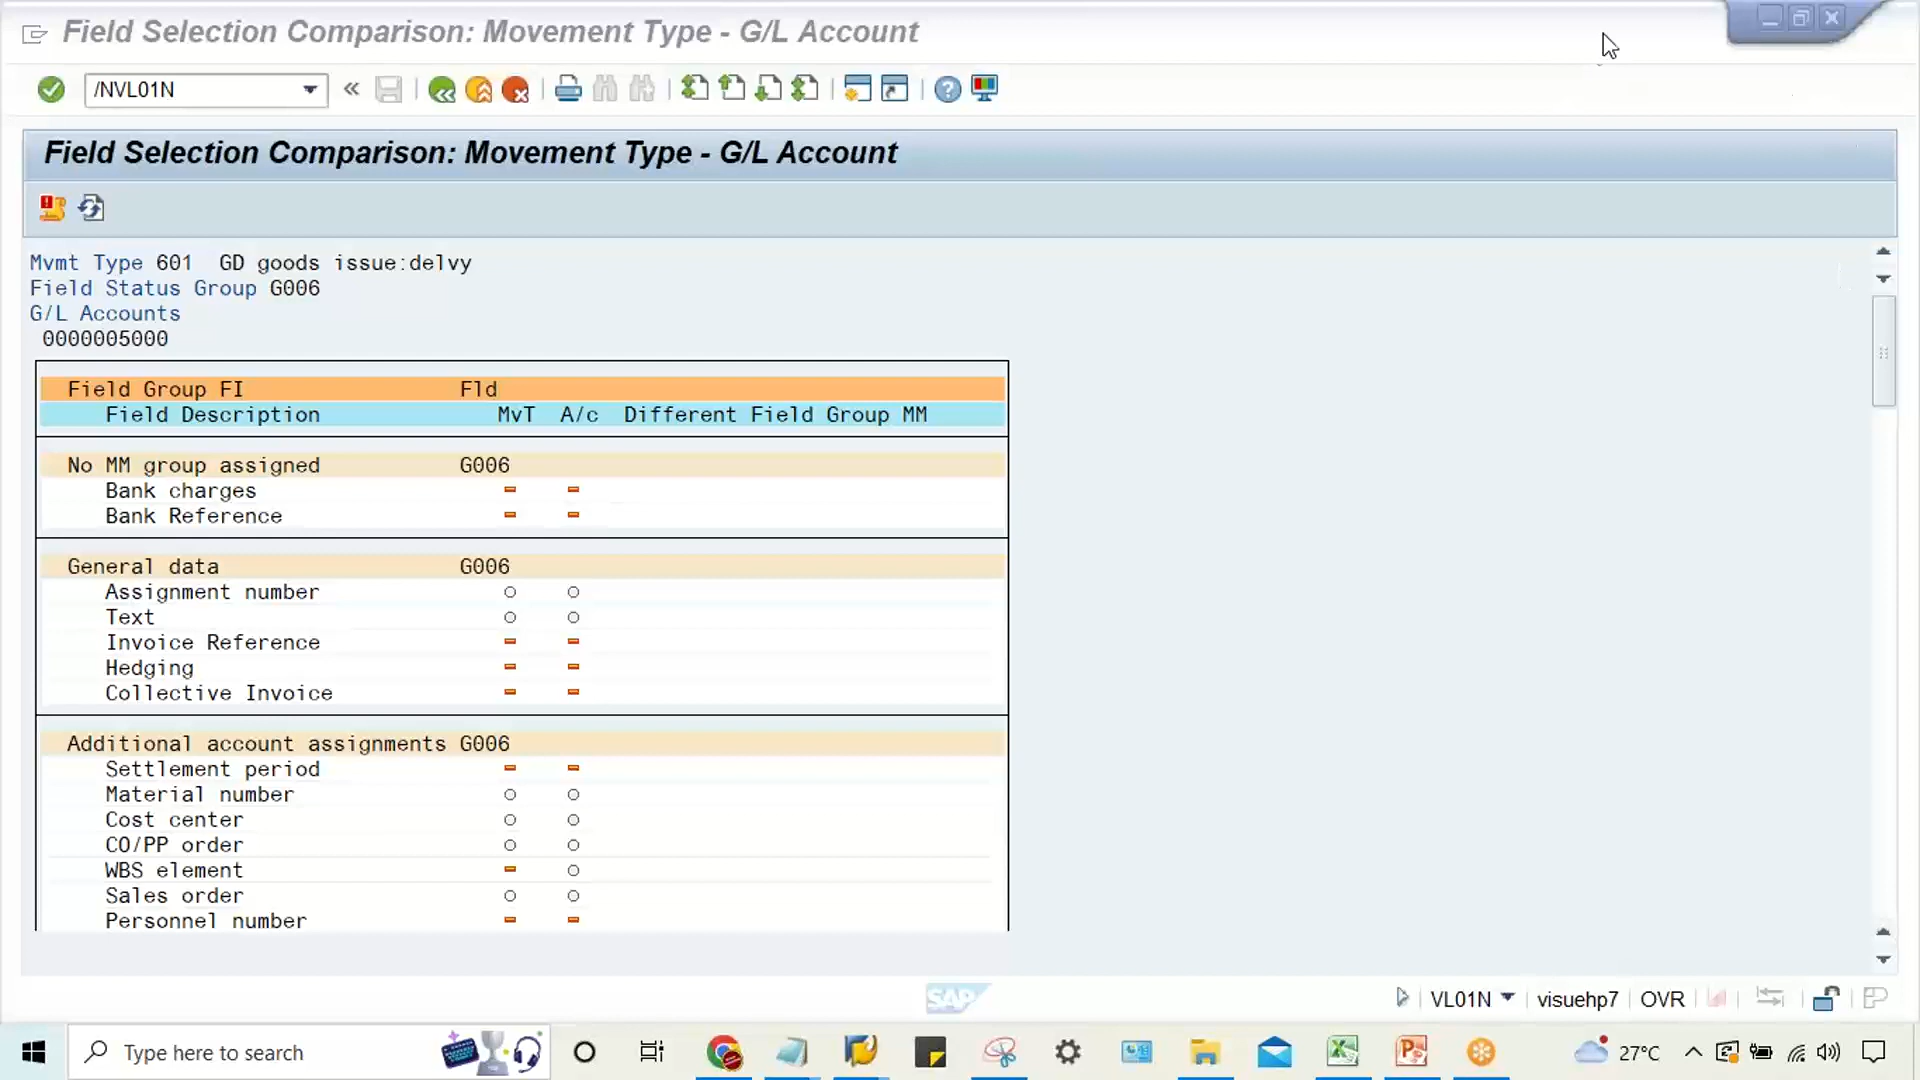 Field Selection Comparison: Movement Type - G/L Account
/NVL01N
Field Selection Comparison: Movement Type - G/L Account
Mvmt Type 601 GD goods issue:delvy
Field Status Group G006
G/L Accounts
0000005000
Field Group FI Fld
Field Description MvT A/c Different Field Group MM
No MM group assigned G006
Bank charges
Bank Reference
General data G006
Assignment number
Text
Invoice Reference
Hedging
Collective Invoice
Additional account assignments G006
Settlement period
Material number
Cost center
CO/PP order
WBS element
Sales order
Personnel number
SAP
VL01N visuehp7 OVR
Type here to search
27°C